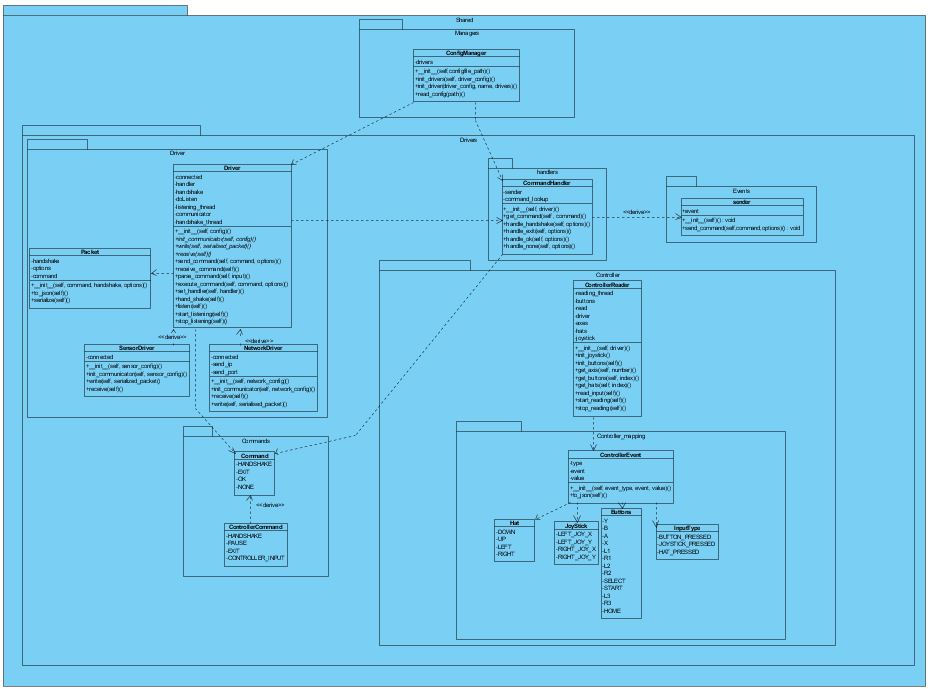 Shared
Manages
ConfigManager
-drivers
+__init__(self,configfile_path)()
+init_drivers(self, driver_config)
+init_driver(driver_config, name, drives)()
+read_config(path)()
Drivers
Driver
Driver
-connected
-handler
-handshake
-doListen
-listening_thread
-communicator
-handshake_thread
+__init__(self, config)
+init_communicator(self, config)()
+write(self, serialised_packet)()
+receive(self)()
+send_command(self, command, options)()
+receive_command(self)()
+parse_command(self, input)()
+execute_command(self, command, options)()
+set_handler(self, handler)()
+hand_shake(self)()
+listen(self)()
+start_listening(self)()
+stop_listening(self)()
Packet
-handshake
-options
-command
+__init__(self, command, handshake, options)()
+to_json(self)()
+serialize(self)()
<<derive>>
<<derive>>
SensorDriver
-connected
+__init__(self, sensor_config)()
+init_communicator(self, sensor_config)()
+write(self, serialized_packet)
+receive(self)()
NetworkDriver
-connected
-send_ip
-send_port
+__init__(self, network_config)()
+init_communicator(self, network_config)()
+receive(self)()
+write(self, serialised_packet)()
handlers
CommandHandler
-sender
-command_lookup
+__init__(self, driver)()
+get_command(self, command)()
+handle_handshake(self, options)()
+handle_exit(self, options)()
+handle_ok(self, options)()
+handle_none(self, options)()
<<derive>>
Events
sender
+event
+__init__(self)() : void
+send_command(self,command,options)() : void
Controller
ControllerReader
-reading_thread
-buttons
-read
-driver
-axes
-hats
-joystick
+__init__(self, driver)()
+init_joystick()
+init_buttons(self)()
+get_axis(self, number)()
+get_buttons(self, index)()
+get_hats(self, index)()
+read_input(self)()
+start_reading(self)()
+stop_reading(self)()
Controller_mapping
ControllerEvent
-type
-event
-value
+__init__(self, event_type, event, value)()
+to_json(self)()
Hat
-DOWN
-UP
-LEFT
-RIGHT
JoyStick
-LEFT_JOY_X
-LEFT_JOY_Y
-RIGHT_JOY_X
-RIGHT_JOY_Y
Buttons
-Y
-B
-A
-X
-L1
-R1
-L2
-R2
-SELECT
-START
-L3
-R3
-HOME
InputType
-BUTTON_PRESSED
-JOYSTICK_PRESSED
-HAT_PRESSED
Commands
Command
-HANDSHAKE
-EXIT
-OK
-NONE
<<derive>>
ControllerCommand
-HANDSHAKE
-PAUSE
-EXIT
-CONTROLLER_INPUT